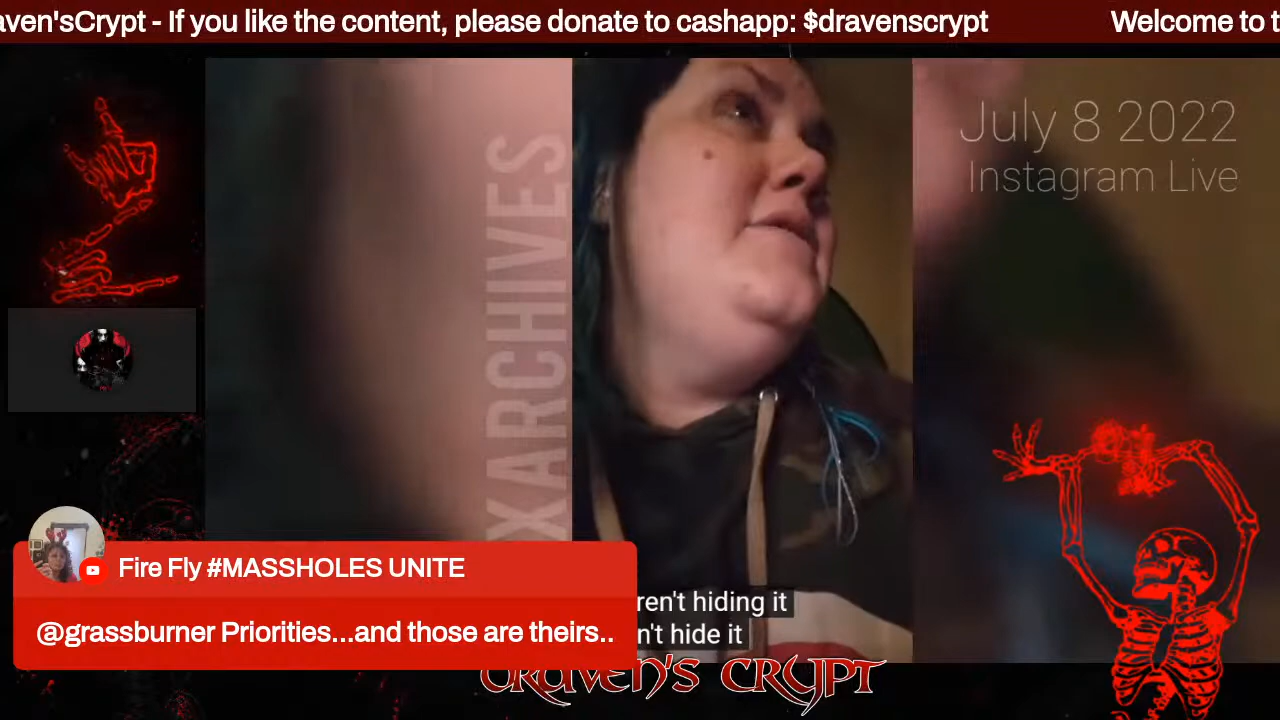 aven'sCrypt - If you like the content, please donate to cashapp: $dravenscrypt
Welcome to t
July 8 2022
Instagram Live
XARCHIVES
Fire Fly #MASSHOLES UNITE
@grassburner Priorities...and those are theirs..
ren't hiding it
n't hide it
DRAVEN'S CRYPT